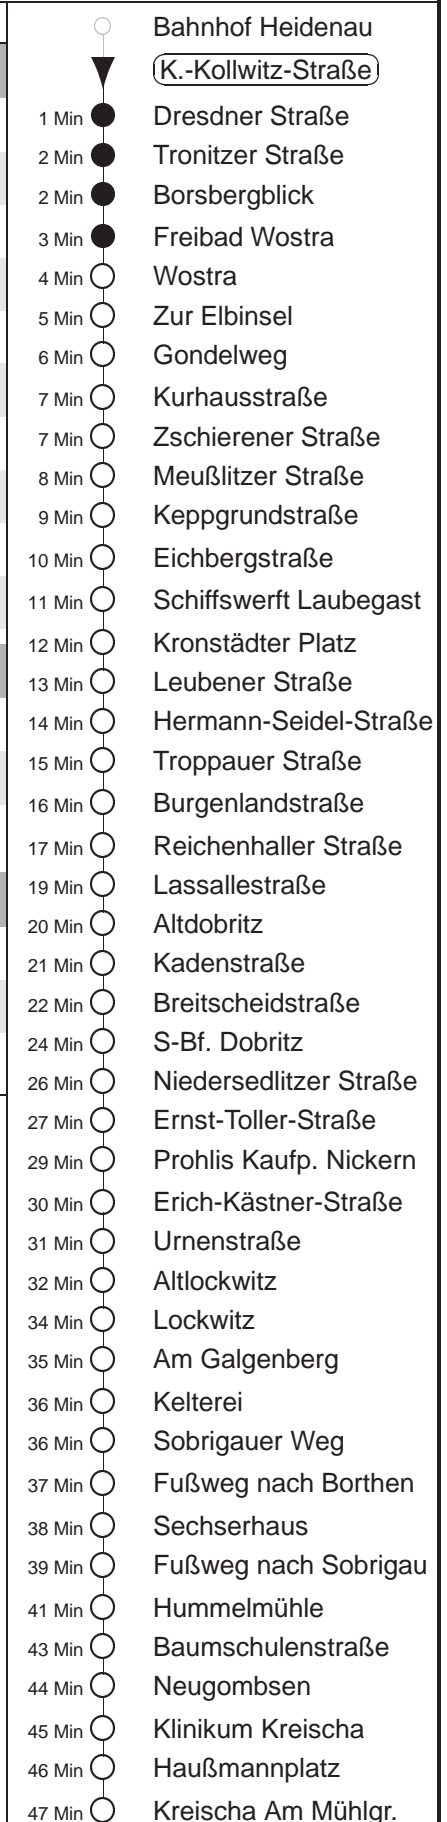 Bahnhof Heidenau
K.-Kollwitz-Straße
1 Min Dresdner Straße
2 Min Tronitzer Straße
2 Min Borsbergblick
3 Min Freibad Wostra
4 Min Wostra
5 Min Zur Elbinsel
6 Min Gondelweg
7 Min Kurhausstraße
7 Min Zschierener Straße
8 Min Meußlitzer Straße
9 Min Keppgrundstraße
10 Min Eichbergstraße
11 Min Schiffswerft Laubegast
12 Min Kronstädter Platz
13 Min Leubener Straße
14 Min Hermann-Seidel-Straße
15 Min Troppauer Straße
16 Min Burgenlandstraße
17 Min Reichenhaller Straße
19 Min Lassallestraße
20 Min Altdobritz
21 Min Kadenstraße
22 Min Breitscheidstraße
24 Min S-Bf. Dobritz
26 Min Niedersedlitzer Straße
27 Min Ernst-Toller-Straße
29 Min Prohlis Kaufp. Nickern
30 Min Erich-Kästner-Straße
31 Min Urnenstraße
32 Min Altlockwitz
34 Min Lockwitz
35 Min Am Galgenberg
36 Min Kelterei
36 Min Sobrigauer Weg
37 Min Fußweg nach Borthen
38 Min Sechserhaus
39 Min Fußweg nach Sobrigau
41 Min Hummelmühle
43 Min Baumschulenstraße
44 Min Neugombsen
45 Min Klinikum Kreischa
46 Min Haußmannplatz
47 Min Kreischa Am Mühlgr.